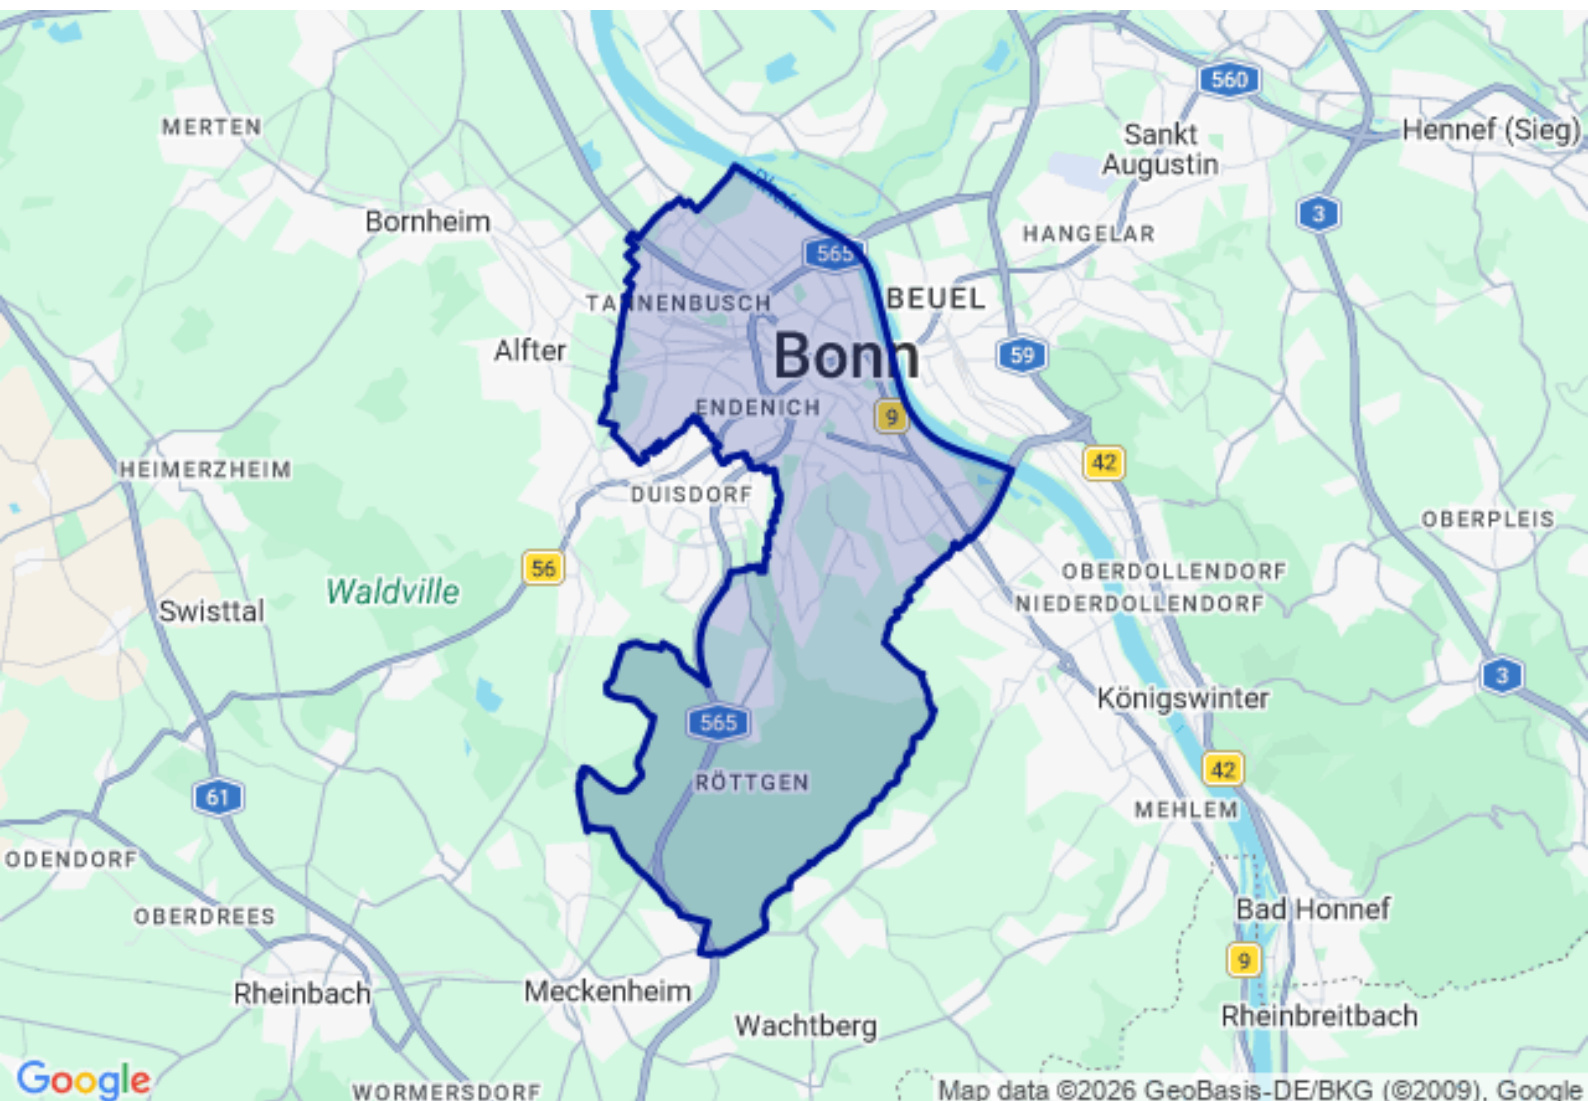 560
MERTEN
Sankt
Augustin
Hennef (Sieg)
Rhein
3
Bornheim
HANGELAR
565
TANNENBUSCH
BEUEL
Alfter
Bonn
59
ENDENICH
9
42
HEIMERZHEIM
DUISDORF
OBERPLEIS
56
OBERDOLLENDORF
Waldville
NIEDERDOLLENDORF
Swisttal
3
Königswinter
565
42
RÖTTGEN
61
MEHLEM
ODENDORF
OBERDREES
Bad Honnef
9
Rheinbach
Meckenheim
Rheinbreitbach
Wachtberg
Google
WORMERSDORF
Map data ©2026 GeoBasis-DE/BKG (©2009), Google